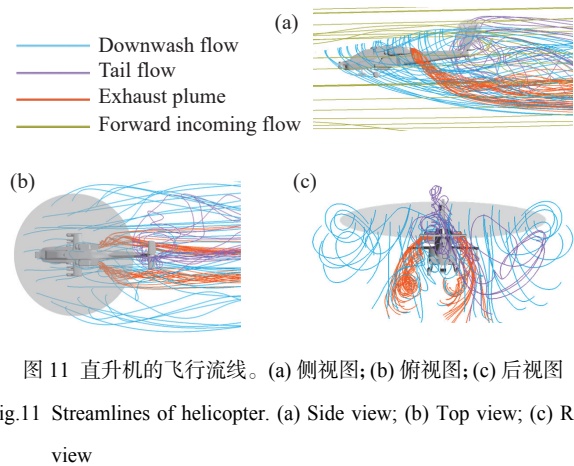 (a)
Downwash flow
Tail flow
Exhaust plume
Forward incoming flow
(b)
(c)
图 11 直升机的飞行流线。(a) 侧视图; (b) 俯视图; (c) 后视图
ig.11 Streamlines of helicopter. (a) Side view; (b) Top view; (c) R
view